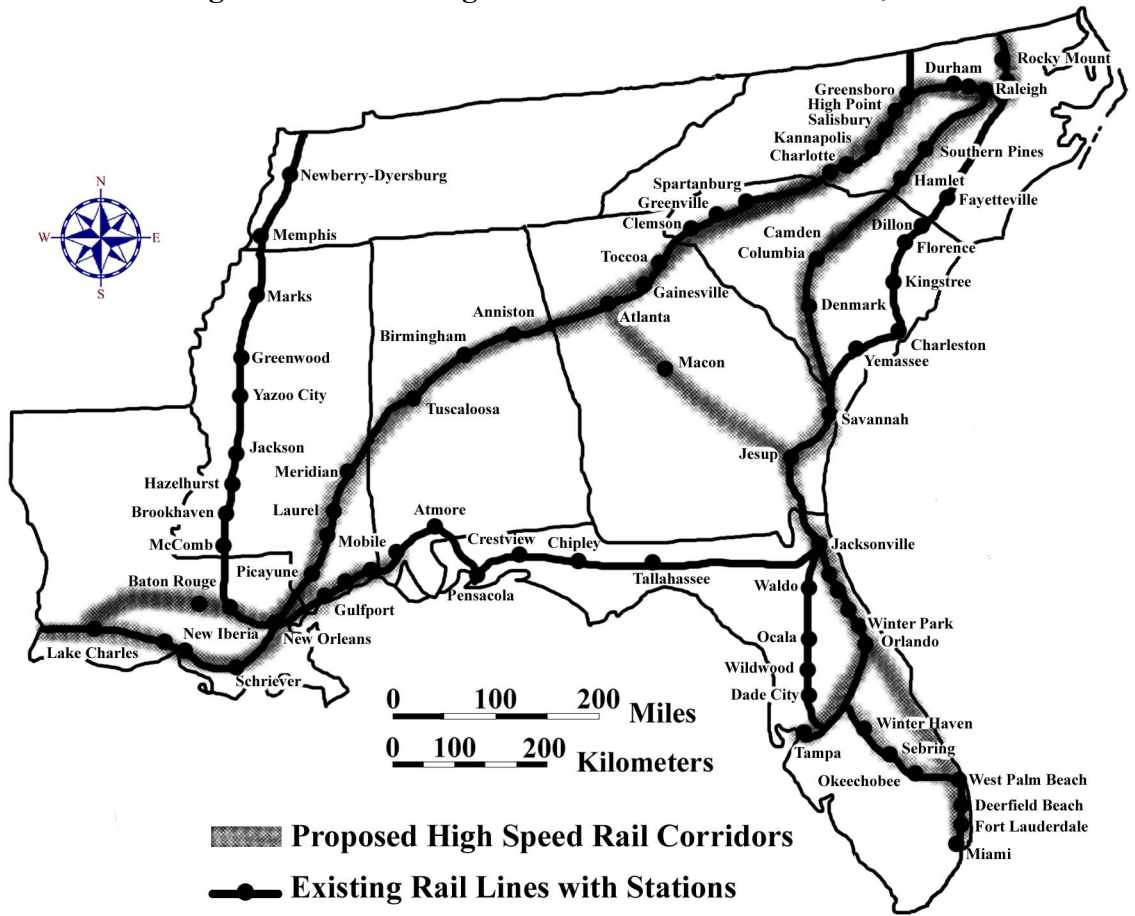 Rocky Mount
Durham
Greensboro
Raleigh
High Point
Salisbury
Kannapolis
Charlotte
Southern Pines
Newberry-Dyersburg
Hamlet
Spartanburg
Greenville
Fayetteville
Clemson
Camden
Dillon
N
W
E
S
Memphis
Columbia
Florence
Toccoa
Kingstree
Gainesville
Marks
Anniston
Atlanta
Denmark
Birmingham
Charleston
Greenwood
Macon
Yemassee
Yazoo City
Tuscaloosa
Savannah
Jackson
Jesup
Meridian
Hazelhurst
Laurel
Atmore
Brookhaven
Mobile
Crestview
Chipley
McComb
Jacksonville
Picayune
Baton Rouge
Tallahassee
Waldo
Pensacola
Gulfport
Winter Park
New Iberia
New Orleans
Ocala
Orlando
Lake Charles
Wildwood
Schriever
Dade City
0 100 200
Miles
Winter Haven
0 100 200
Kilometers
Tampa
Sebring
Okeechobee
West Palm Beach
Deerfield Beach
Fort Lauderdale
Miami
Proposed High Speed Rail Corridors
Existing Rail Lines with Stations